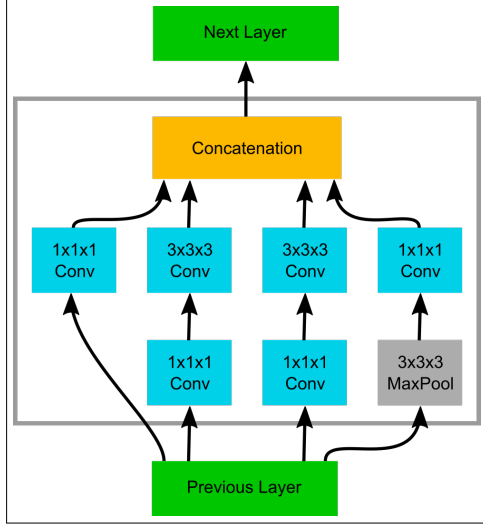 Next Layer
Concatenation
1x1x1
Conv
3x3x3
Conv
3x3x3
Conv
1x1x1
Conv
1x1x1
Conv
1x1x1
Conv
3x3x3
MaxPool
Previous Layer